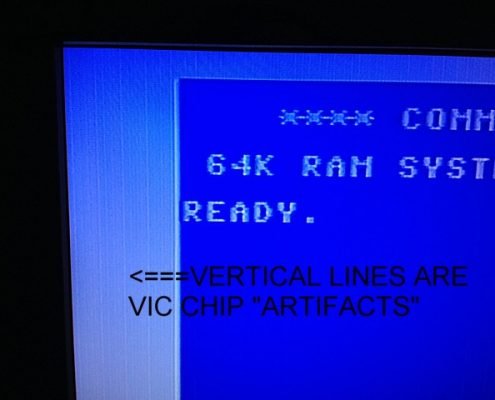 **** COMM
64K RAM SYST
READY.
<===VERTICAL LINES ARE
VIC CHIP "ARTIFACTS"